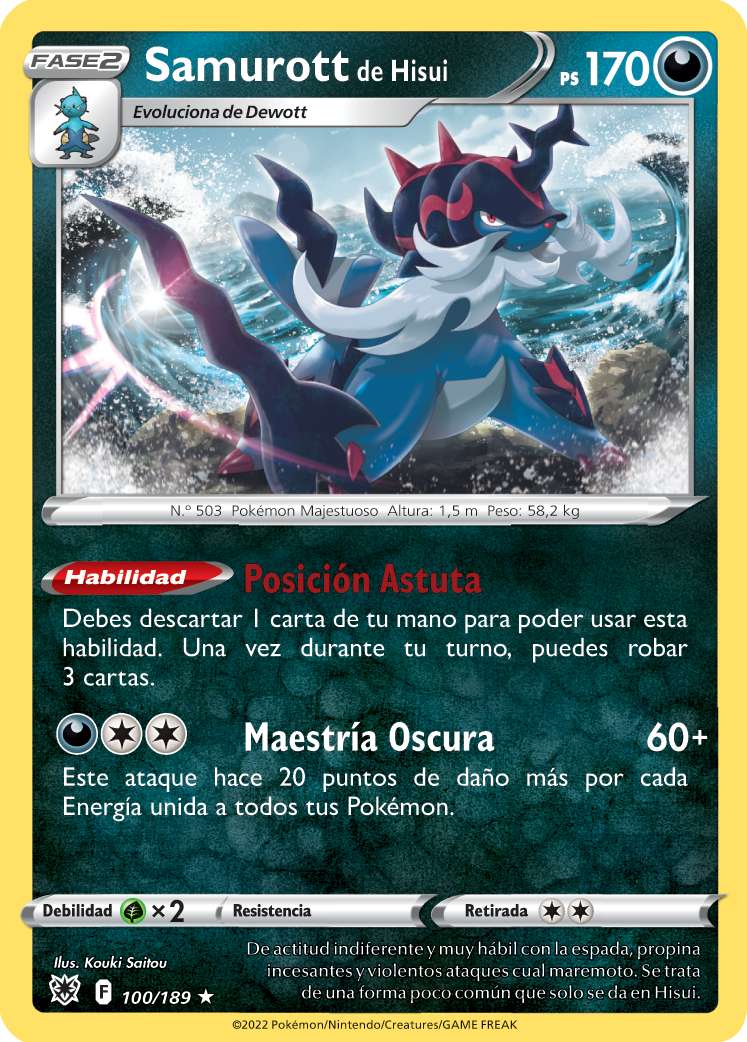 FASE2
Samurott de Hisui
PS 170
Evoluciona de Dewott
N.º 503 Pokémon Majestuoso Altura: 1,5 m Peso: 58,2 kg
Habilidad Posición Astuta
Debes descartar 1 carta de tu mano para poder usar esta
habilidad. Una vez durante tu turno, puedes robar
3 cartas.
Maestría Oscura 60+
Este ataque hace 20 puntos de daño más por cada
Energía unida a todos tus Pokémon.
Debilidad ×2 Resistencia Retirada
Ilus. Kouki Saitou
De actitud indiferente y muy hábil con la espada, propina
incesantes y violentos ataques cual maremoto. Se trata
de una forma poco común que solo se da en Hisui.
F 100/189 ★
©2022 Pokémon/Nintendo/Creatures/GAME FREAK